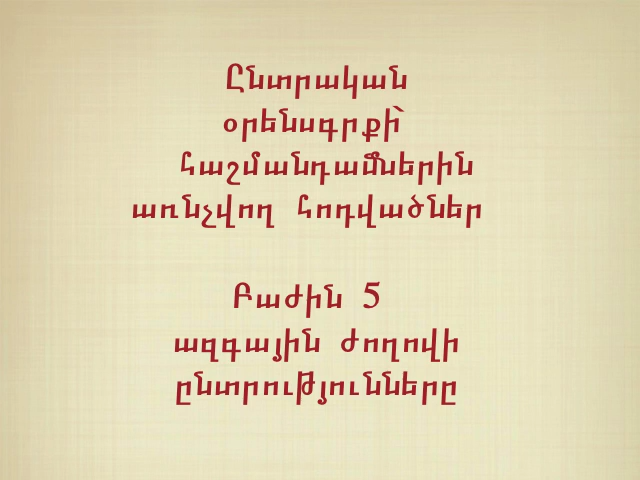 Ընտրական
օրենսգրքի՝
հաշմանդամներին
առնչվող հոդվածներ
Բաժին 5
ազգային ժողովի
ընտրությունները